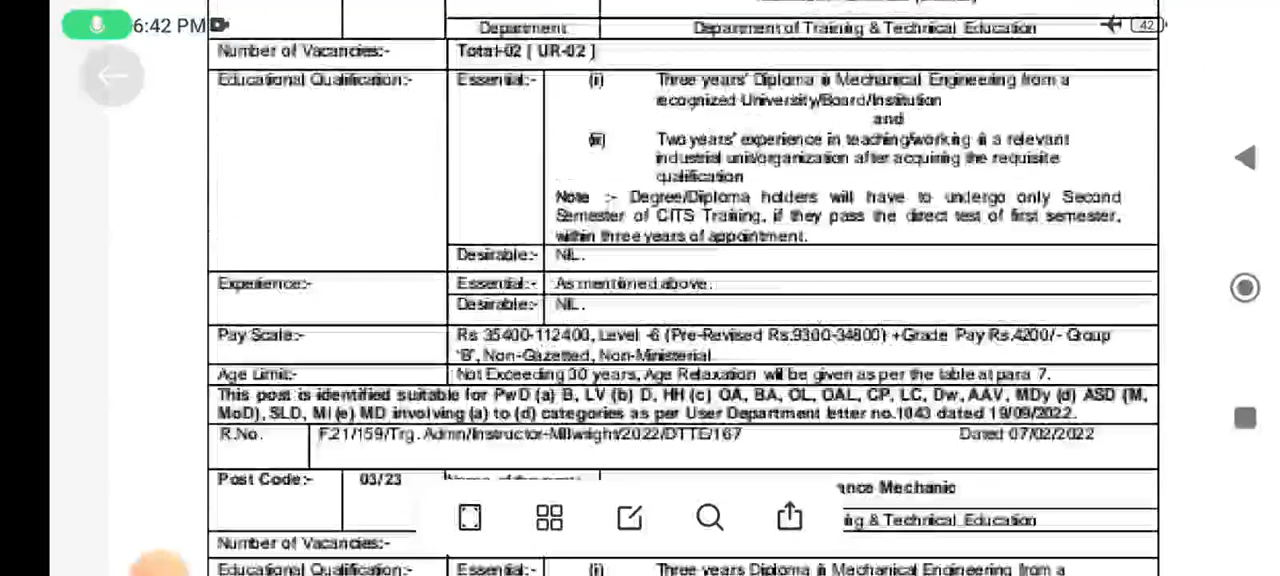 6:42 PM
42
Department
Department of Training & Technical Education
Number of Vacancies:-
Total-02 [ UR-02 ]
Educational Qualification:-
Essential:-
(i)
Three years' Diploma in Mechanical Engineering from a
recognized University/Board/Institution
and
(ii)
Two years' experience in teaching/working in a relevant
industrial unit/organization after acquiring the requisite
qualification
Note :- Degree/Diploma holders will have to undergo only Second
Semester of CITS Training, if they pass the direct test of first semester,
within three years of appointment.
Desirable:-
NIL.
Experience:-
Essential:-
As mentioned above.
Desirable:-
NIL.
Pay Scale:-
Rs 35400-112400, Level -6 (Pre-Revised Rs.9300-34800) +Grade Pay Rs.4200/- Group
'B', Non-Gazetted, Non-Ministerial
Age Limit:-
Not Exceeding 30 years, Age Relaxation will be given as per the table at para 7.
This post is identified suitable for PwD (a) B, LV (b) D, HH (c) OA, BA, OL, OAL, CP, LC, Dw, AAV, MDy (d) ASD (M,
MoD), SLD, MI (e) MD involving (a) to (d) categories as per User Department letter no.1043 dated 19/09/2022.
R.No.
F.21/159/Trg. Admn/Instructor-Millwright/2022/DTTE/167
Dated 07/02/2022
Post Code:-
03/23
Mechanic
& Technical Education
Number of Vacancies:-
Educational Qualification:-
Essential:-
(i)
Three years Diploma in Mechanical Engineering from a